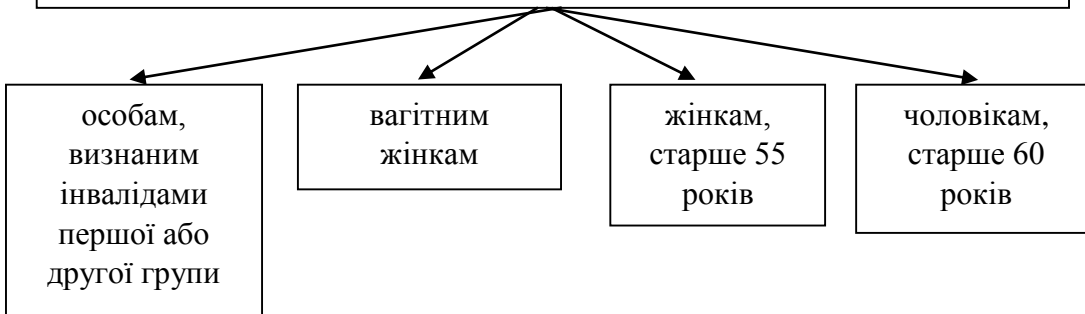 особам,
визнаним
інвалідами
першої або
другої групи
вагітним
жінкам
жінкам,
старше 55
років
чоловікам,
старше 60
років